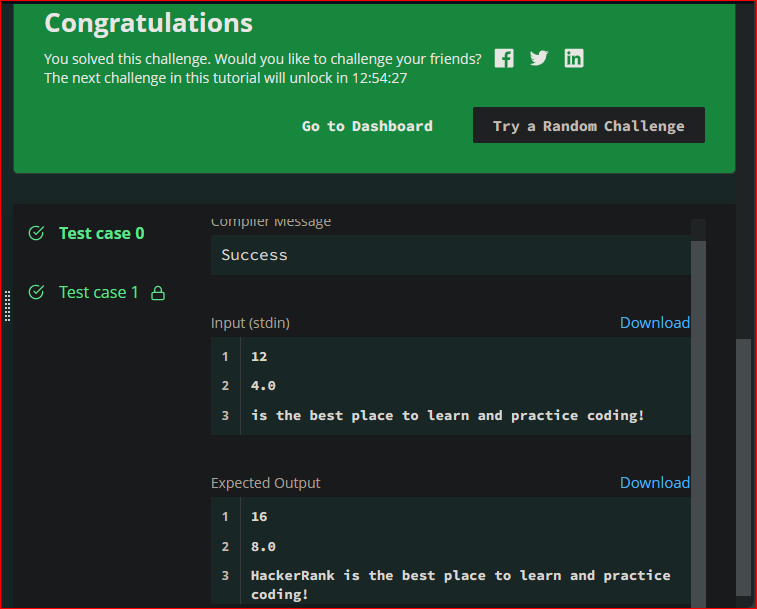 Congratulations
You solved this challenge. Would you like to challenge your friends?
The next challenge in this tutorial will unlock in 12:54:27
Go to Dashboard
Try a Random Challenge
Test case 0
Test case 1
Compiler Message
Success
Input (stdin)
Download
1 12
2 4.0
3 is the best place to learn and practice coding!
Expected Output
Download
1 16
2 8.0
3 HackerRank is the best place to learn and practice
coding!